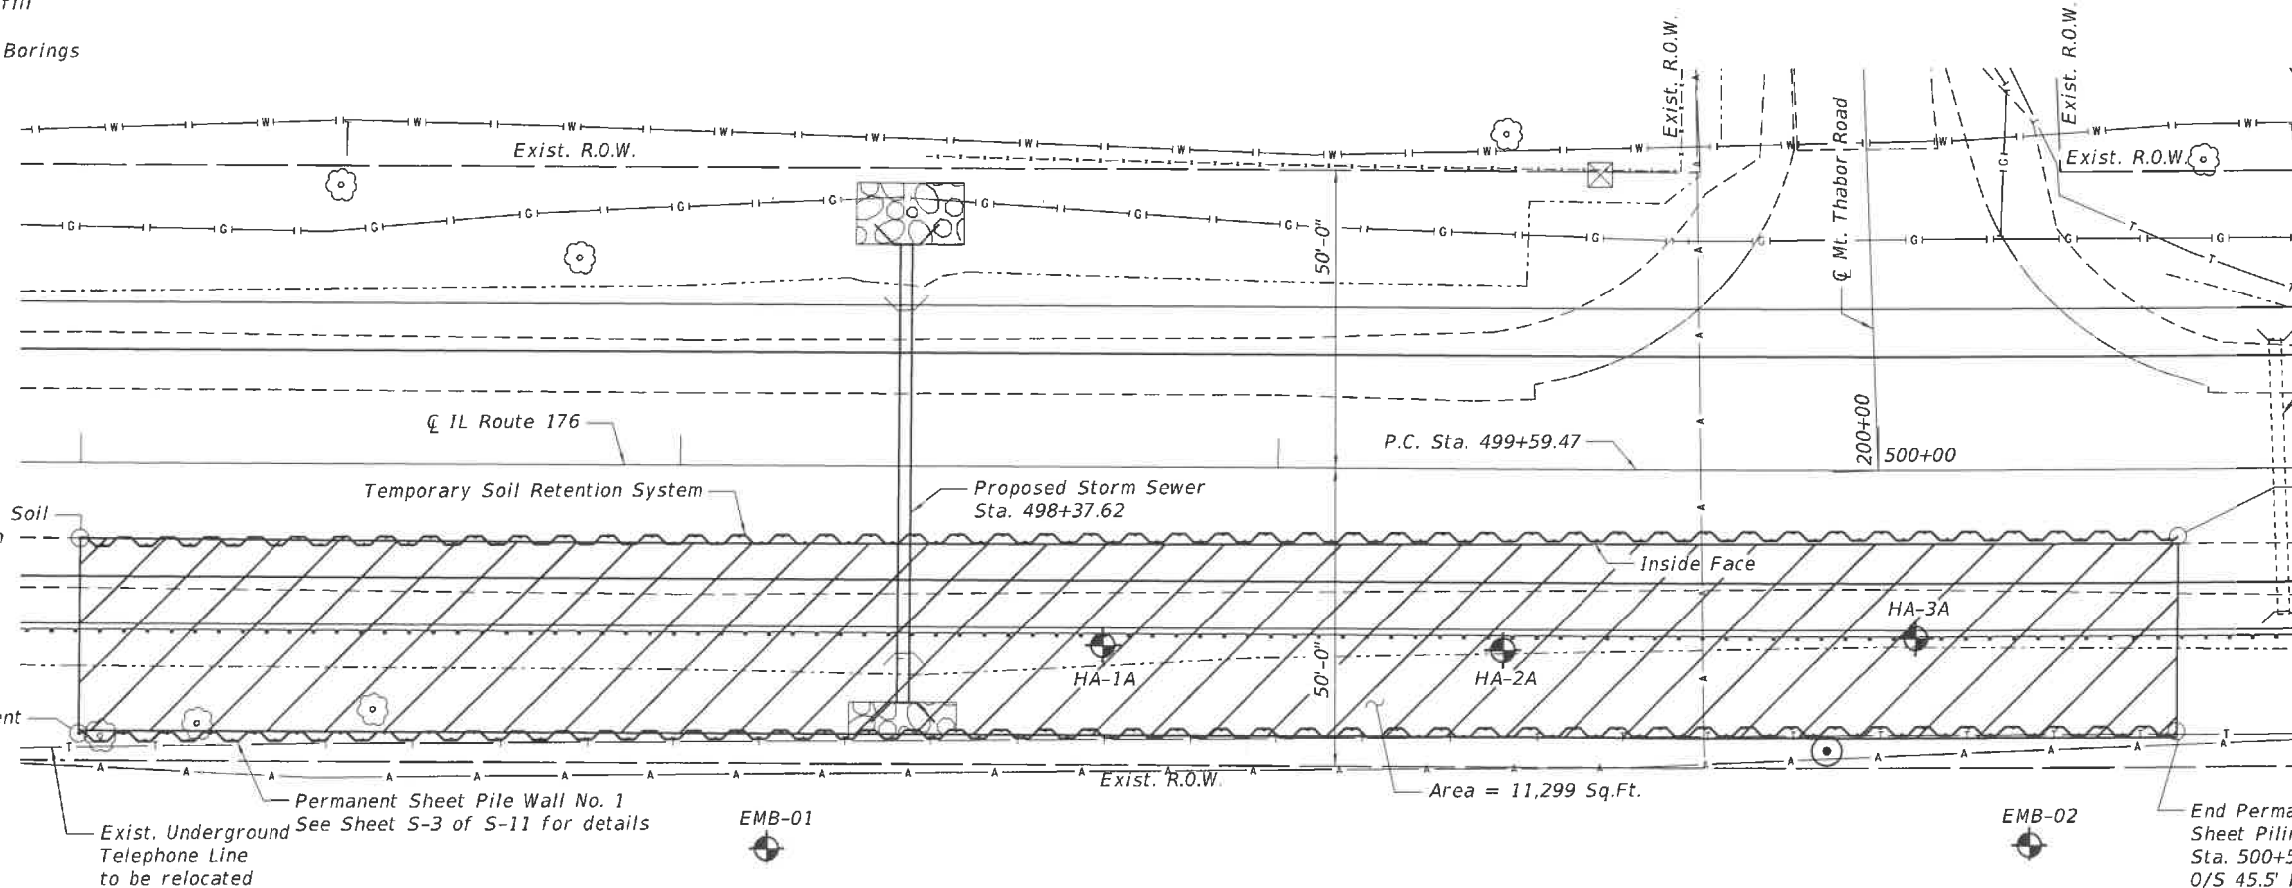 Borings
Exist. R.O.W.
Exist. R.O.W.
Exist. R.O.W.
Exist. R.O.W.
℄ Mt. Thabor Road
50'-0"
℄ IL Route 176
P.C. Sta. 499+59.47
200+00
500+00
Temporary Soil Retention System
Proposed Storm Sewer
Sta. 498+37.62
Soil
Inside Face
HA-3A
HA-1A
HA-2A
50'-0"
Exist. R.O.W.
Area = 11,299 Sq.Ft.
Permanent Sheet Pile Wall No. 1
See Sheet S-3 of S-11 for details
Exist. Underground
Telephone Line
to be relocated
EMB-01
EMB-02
End Perma
Sheet Pilin
Sta. 500+5
O/S 45.5'